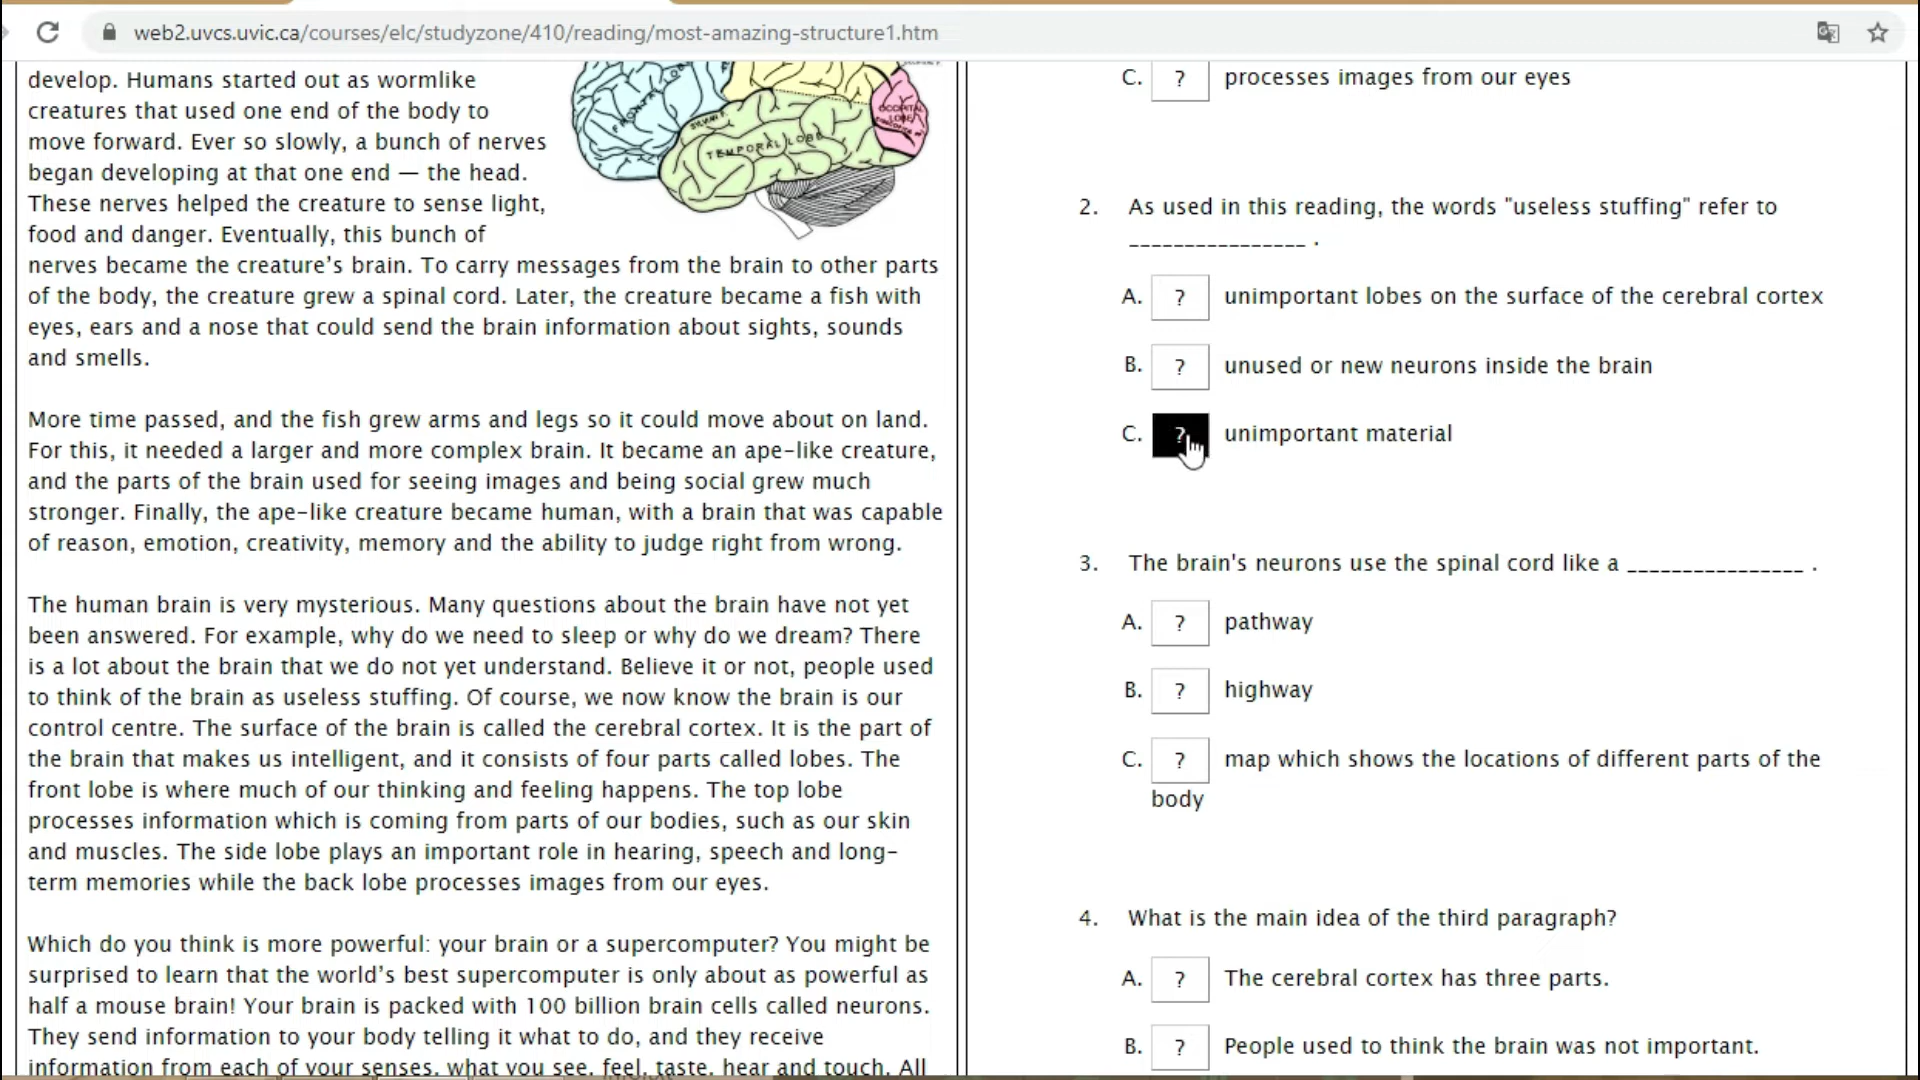 web2.uvcs.uvic.ca/courses/elc/studyzone/410/reading/most-amazing-structure1.htm
develop. Humans started out as wormlike
creatures that used one end of the body to
move forward. Ever so slowly, a bunch of nerves
began developing at that one end — the head.
These nerves helped the creature to sense light,
food and danger. Eventually, this bunch of
nerves became the creature's brain. To carry messages from the brain to other parts
of the body, the creature grew a spinal cord. Later, the creature became a fish with
eyes, ears and a nose that could send the brain information about sights, sounds
and smells.
TEMPORAL LOBE
OCCIPITAL
LOBE
More time passed, and the fish grew arms and legs so it could move about on land.
For this, it needed a larger and more complex brain. It became an ape-like creature,
and the parts of the brain used for seeing images and being social grew much
stronger. Finally, the ape-like creature became human, with a brain that was capable
of reason, emotion, creativity, memory and the ability to judge right from wrong.
The human brain is very mysterious. Many questions about the brain have not yet
been answered. For example, why do we need to sleep or why do we dream? There
is a lot about the brain that we do not yet understand. Believe it or not, people used
to think of the brain as useless stuffing. Of course, we now know the brain is our
control centre. The surface of the brain is called the cerebral cortex. It is the part of
the brain that makes us intelligent, and it consists of four parts called lobes. The
front lobe is where much of our thinking and feeling happens. The top lobe
processes information which is coming from parts of our bodies, such as our skin
and muscles. The side lobe plays an important role in hearing, speech and long-
term memories while the back lobe processes images from our eyes.
Which do you think is more powerful: your brain or a supercomputer? You might be
surprised to learn that the world's best supercomputer is only about as powerful as
half a mouse brain! Your brain is packed with 100 billion brain cells called neurons.
They send information to your body telling it what to do, and they receive
information from each of your senses, what you see, feel, taste, hear and touch. All
C. ? processes images from our eyes
2. As used in this reading, the words "useless stuffing" refer to
________________ .
A. ? unimportant lobes on the surface of the cerebral cortex
B. ? unused or new neurons inside the brain
C. ? unimportant material
3. The brain's neurons use the spinal cord like a ________________ .
A. ? pathway
B. ? highway
C. ? map which shows the locations of different parts of the
body
4. What is the main idea of the third paragraph?
A. ? The cerebral cortex has three parts.
B. ? People used to think the brain was not important.